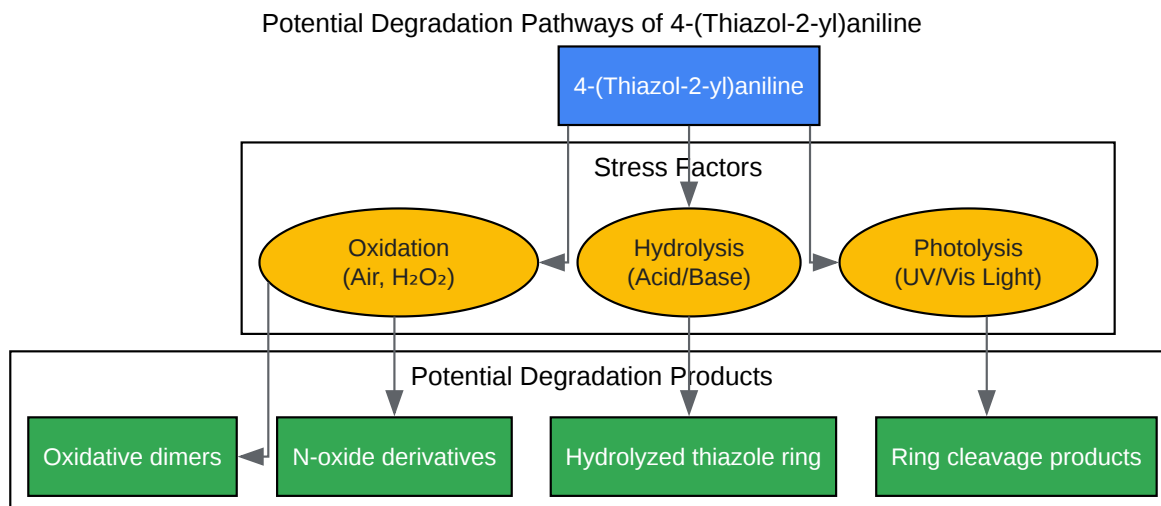 Potential Degradation Pathways of 4-(Thiazol-2-yl)aniline
4-(Thiazol-2-yl)aniline
Stress Factors
Oxidation
(Air, H₂O₂)
Hydrolysis
(Acid/Base)
Photolysis
(UV/Vis Light)
Potential Degradation Products
Oxidative dimers
N-oxide derivatives
Hydrolyzed thiazole ring
Ring cleavage products